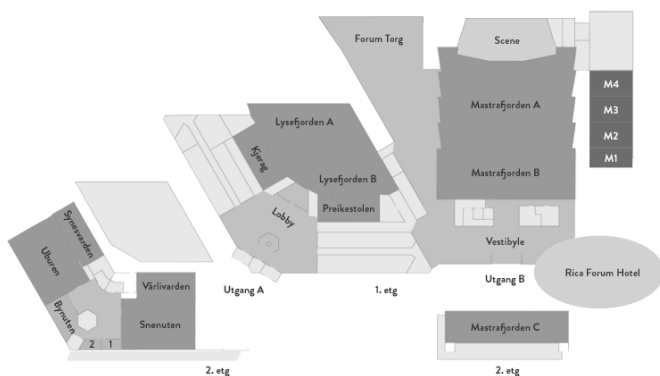 Forum Torg
Scene
M4
M3
M2
M1
Mastrafjorden A
Lysefjorden A
Kjerag
Mastrafjorden B
Lysefjorden B
Preikestolen
Lobby
Vestibyle
Synesvarden
Uburen
Bynuten
Vårlivarden
Snønuten
2
1
Utgang A
1. etg
Utgang B
Rica Forum Hotel
Mastrafjorden C
2. etg
2. etg